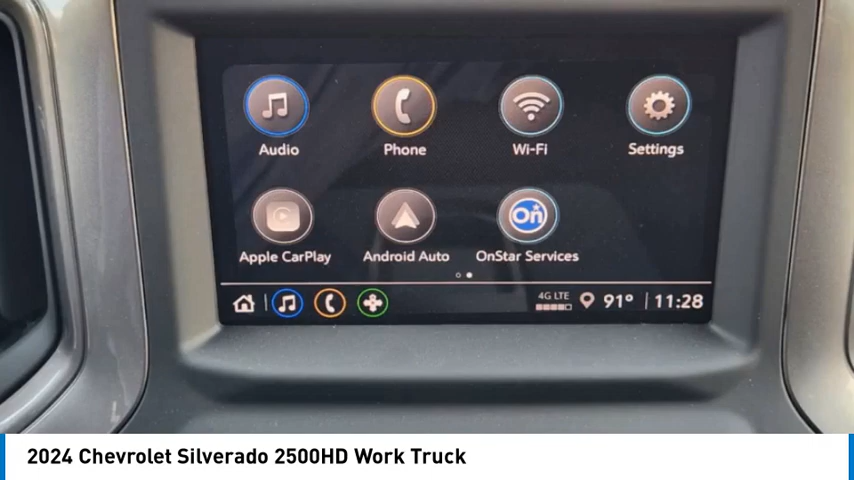 Audio Phone Wi-Fi Settings
On
Apple CarPlay Android Auto OnStar Services
4G LTE 91° 11:28
2024 Chevrolet Silverado 2500HD Work Truck